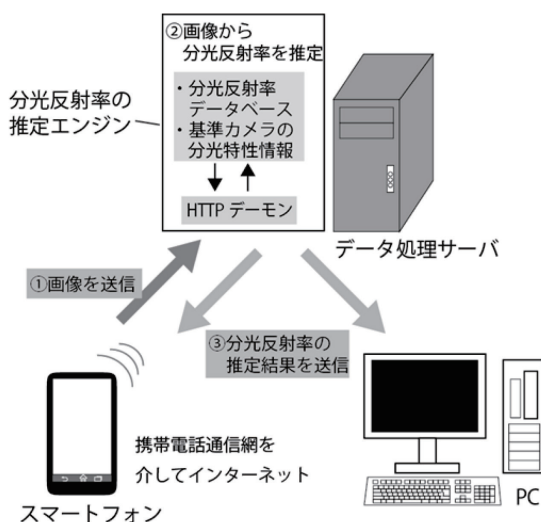 ②画像から
分光反射率を推定
・分光反射率
データベース
・基準カメラの
分光特性情報
分光反射率の
推定エンジン
HTTP デーモン
データ処理サーバ
①画像を送信
③分光反射率の
推定結果を送信
携帯電話通信網を
介してインターネット
スマートフォン
PC